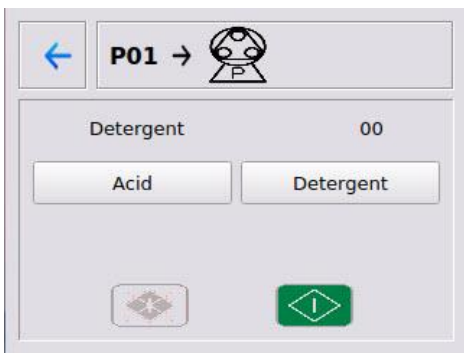 P01 →
P
Detergent 00
Acid Detergent